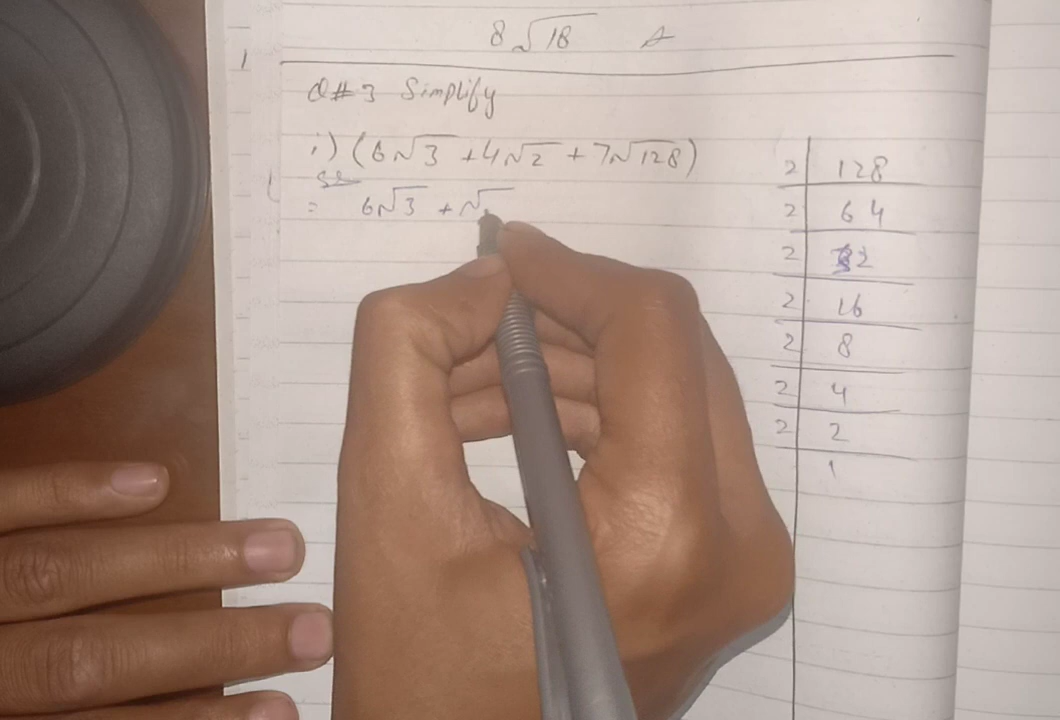 8√18 A
Q#3 Simplify
i) (6√3 + 4√2 + 7√128)
= 6√3 + √
2 | 128
2 | 64
2 | 32
2 | 16
2 | 8
2 | 4
2 | 2
1